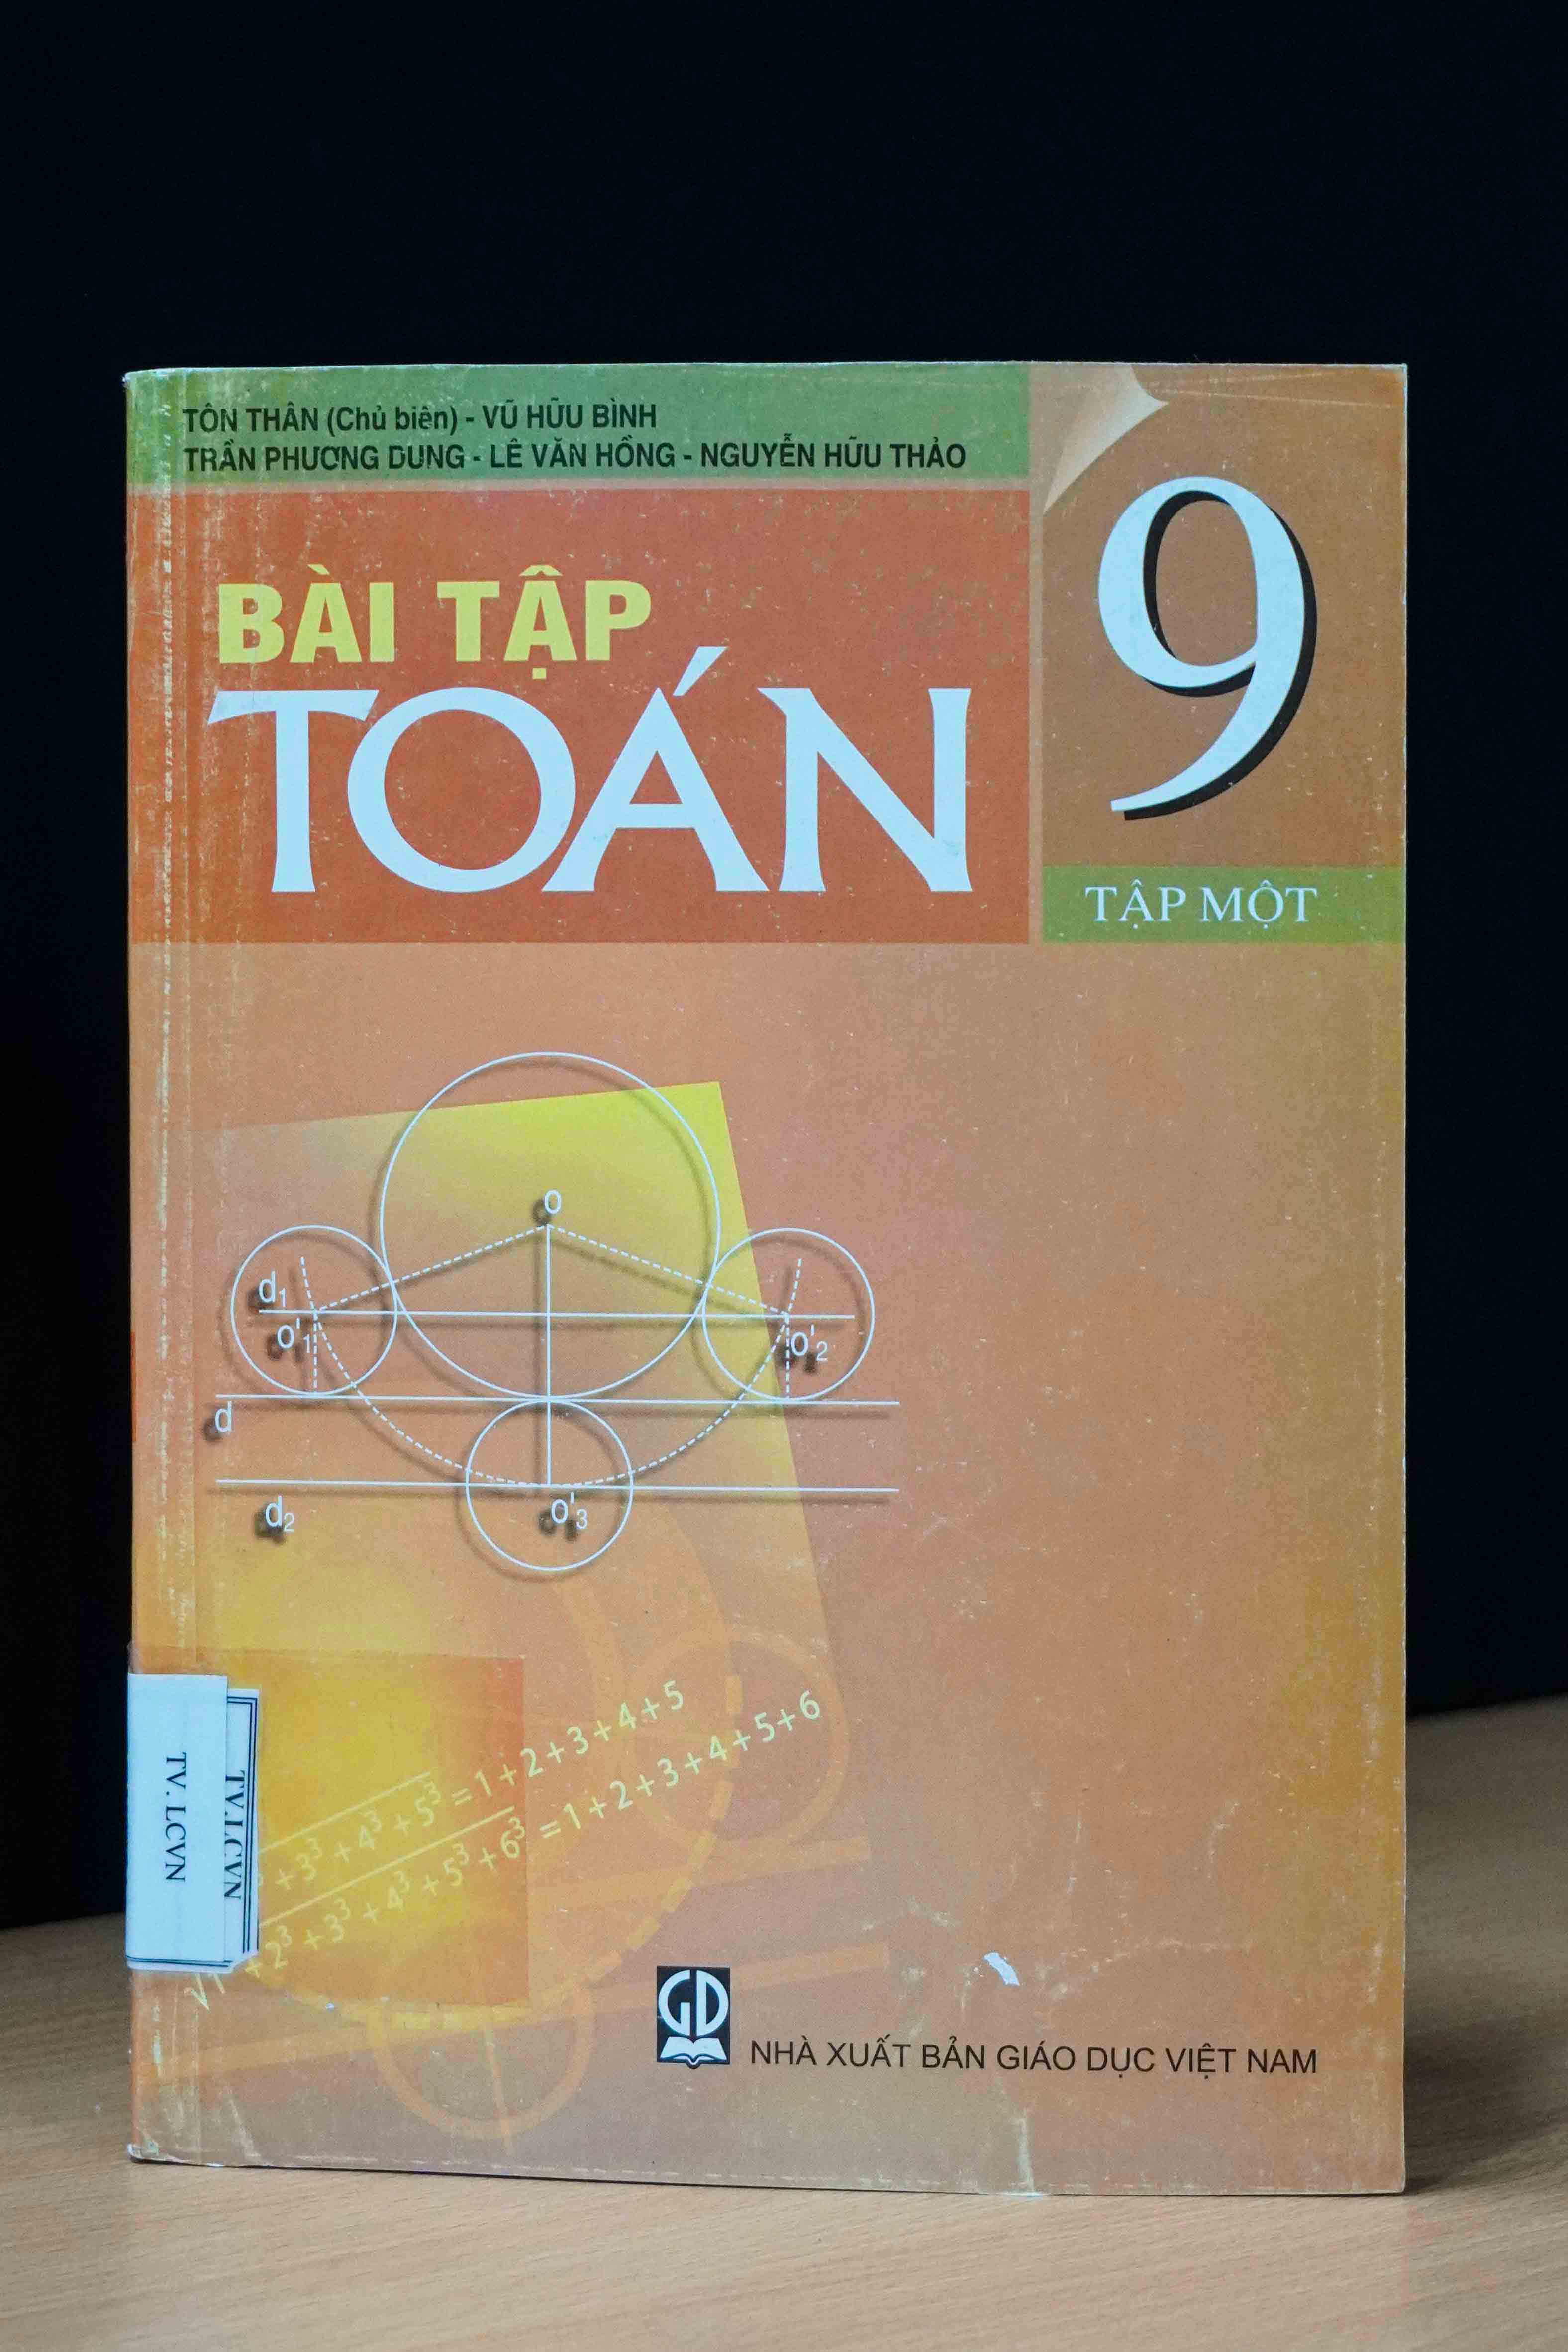 TÔN THÂN (Chủ biên) - VŨ HỮU BÌNH
TRẦN PHƯƠNG DUNG - LÊ VĂN HỒNG - NGUYỄN HỮU THẢO
BÀI TẬP
TOÁN
9
TẬP MỘT
O
d₁
O'₁
O'₂
d
d₂
O'₃
³+3³+4³+5³=1+2+3+4+5
√1 +2³+3³+4³+5³+6³=1+2+3+4+5+6
TV.LCVN
TV.LCVN
GD
NHÀ XUẤT BẢN GIÁO DỤC VIỆT NAM